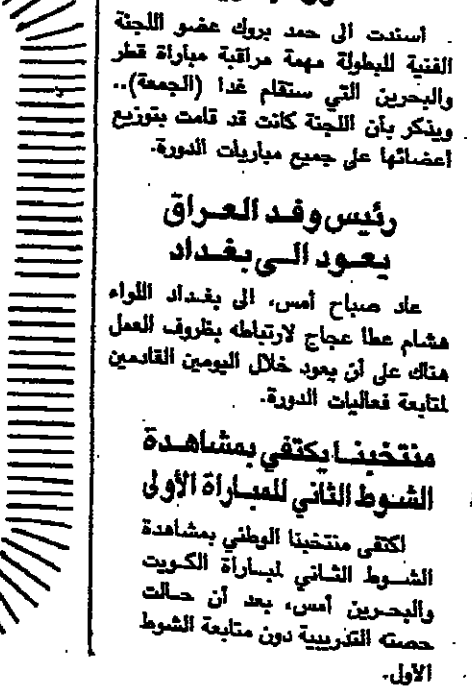 اسندت الى حمد بروك عضو اللجنة
الفنية للبطولة مهمة مراقبة مباراة قطر
والبحرين التي ستقام غدا (الجمعة)..
ويذكر بأن اللجنة كانت قد قامت بتوزيع
اعضائها على جميع مباريات الدورة.
رئيس وفد العراق
يعود الى بغداد
عاد صباح أمس، الى بغداد اللواء
هشام عطا عجاج لارتباطه بظروف العمل
هناك على أن يعود خلال اليومين القادمين
لمتابعة فعاليات الدورة.
منتخبنا يكتفي بمشاهدة
الشوط الثاني للمباراة الأولى
اكتفى منتخبنا الوطني بمشاهدة
الشوط الثاني لمباراة الكويت
والبحرين أمس، بعد أن حالت
حصته التدريبية دون متابعة الشوط
الاول.